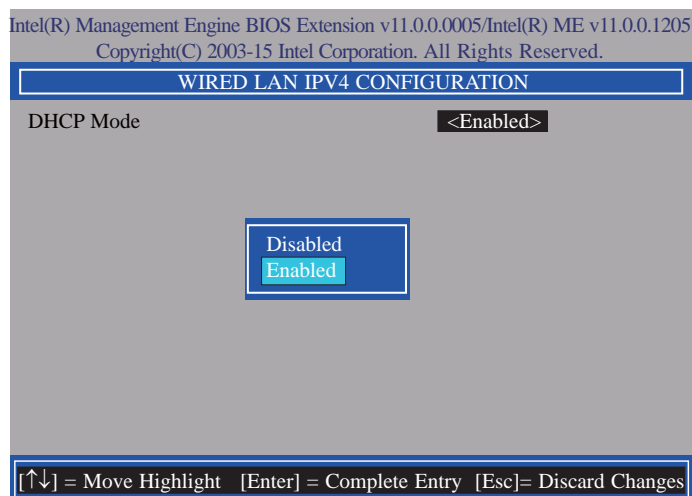 Intel(R) Management Engine BIOS Extension v11.0.0.0005/Intel(R) ME v11.0.0.1205
Copyright(C) 2003-15 Intel Corporation. All Rights Reserved.
WIRED LAN IPV4 CONFIGURATION
DHCP Mode <Enabled>
Disabled
Enabled
[↑↓] = Move Highlight [Enter] = Complete Entry [Esc]= Discard Changes